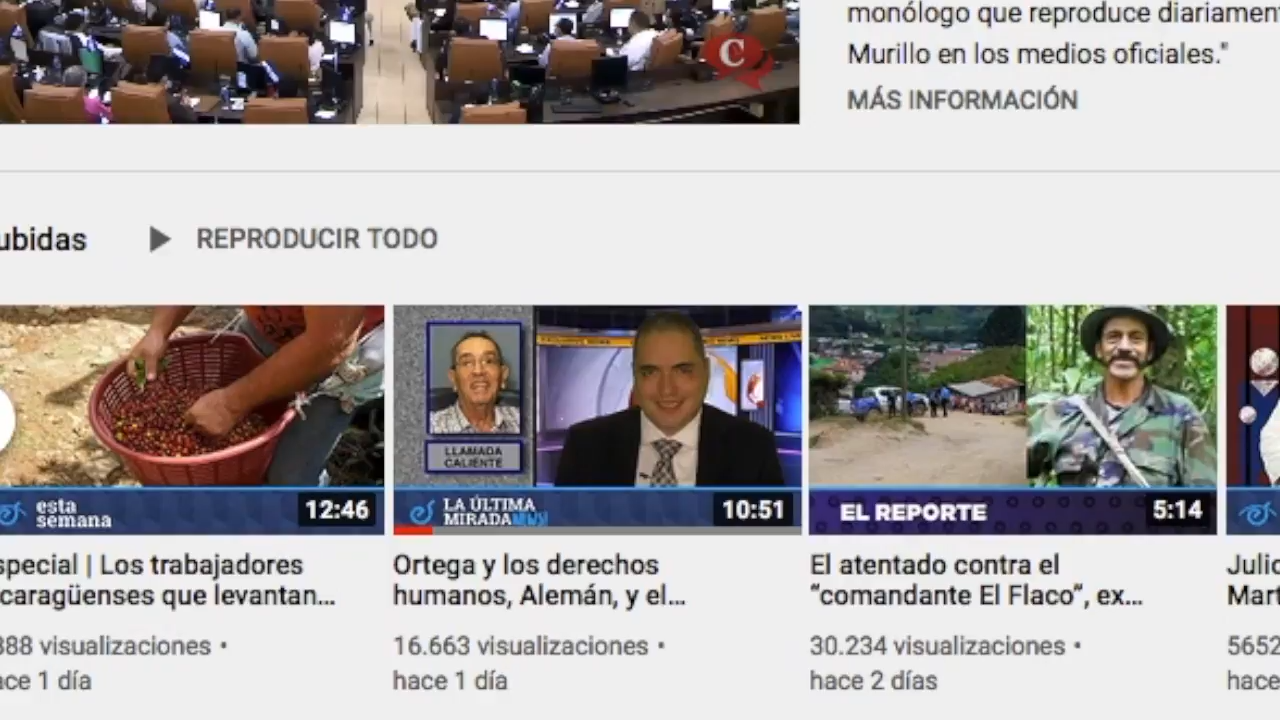 monólogo que reproduce diariamen
Murillo en los medios oficiales."
MÁS INFORMACIÓN
C
ubidas
REPRODUCIR TODO
LLAMADA
CALIENTE
esta
semana
12:46
LA ÚLTIMA
MIRADA NEWS!
10:51
EL REPORTE
5:14
special | Los trabajadores
caragüenses que levantan...
Ortega y los derechos
humanos, Alemán, y el...
El atentado contra el
“comandante El Flaco”, ex...
Julio
Mart
388 visualizaciones •
ace 1 día
16.663 visualizaciones •
hace 1 día
30.234 visualizaciones •
hace 2 días
5652
hace